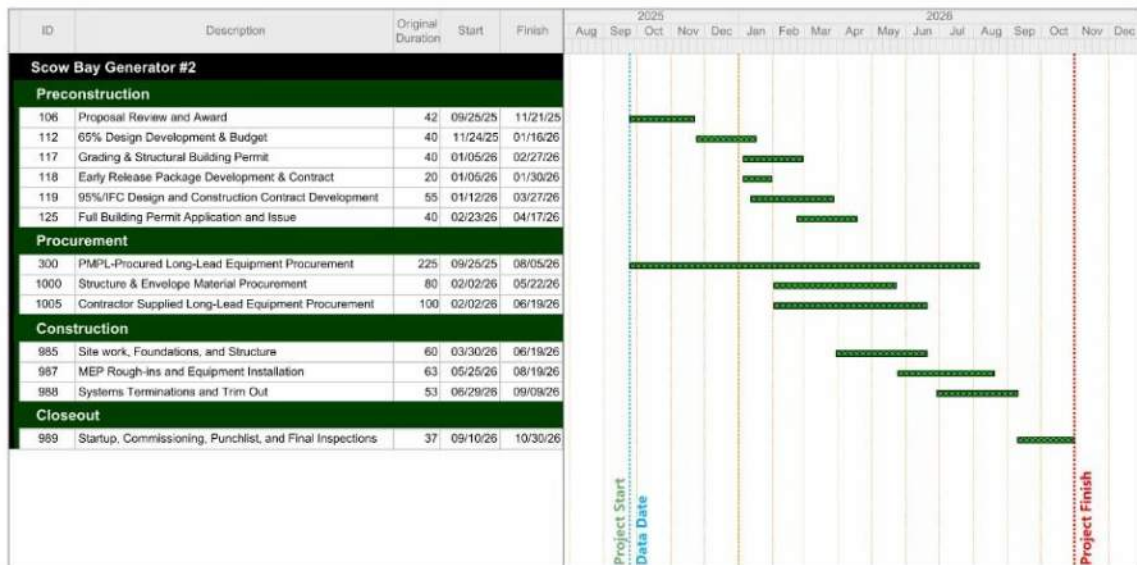 2025 2026
ID Description Original Duration Start Finish Aug Sep Oct Nov Dec Jan Feb Mar Apr May Jun Jul Aug Sep Oct Nov Dec
Scow Bay Generator #2
Preconstruction
106 Proposal Review and Award 42 09/25/25 11/21/25
112 65% Design Development & Budget 40 11/24/25 01/16/26
117 Grading & Structural Building Permit 40 01/05/26 02/27/26
118 Early Release Package Development & Contract 20 01/05/26 01/30/26
119 95%/IFC Design and Construction Contract Development 55 01/12/26 03/27/26
125 Full Building Permit Application and Issue 40 02/23/26 04/17/26
Procurement
300 PMPL-Procured Long-Lead Equipment Procurement 225 09/25/25 08/05/26
1000 Structure & Envelope Material Procurement 80 02/02/26 05/22/26
1005 Contractor Supplied Long-Lead Equipment Procurement 100 02/02/26 06/19/26
Construction
985 Site work, Foundations, and Structure 60 03/30/26 06/19/26
987 MEP Rough-ins and Equipment Installation 63 05/25/26 08/19/26
988 Systems Terminations and Trim Out 53 06/29/26 09/09/26
Closeout
989 Startup, Commissioning, Punchlist, and Final Inspections 37 09/10/26 10/30/26
Project Start
Data Date
Project Finish